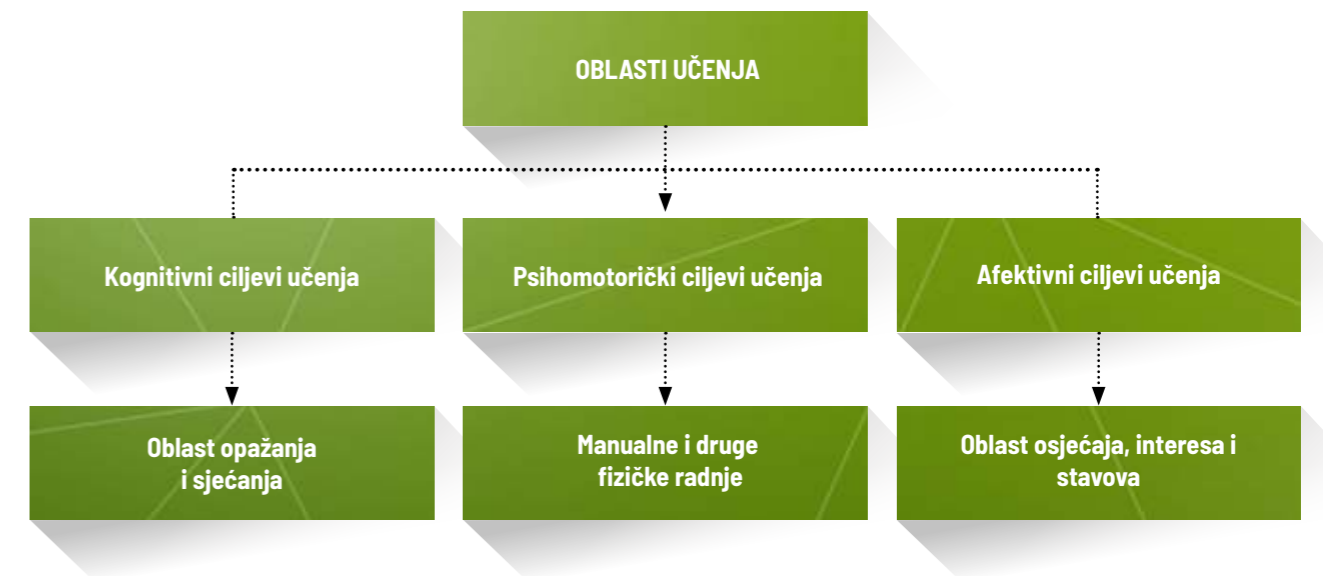 OBLASTI UČENJA
Kognitivni ciljevi učenja
Psihomotorički ciljevi učenja
Afektivni ciljevi učenja
Oblast opažanja
i sjećanja
Manualne i druge
fizičke radnje
Oblast osjećaja, interesa i
stavova